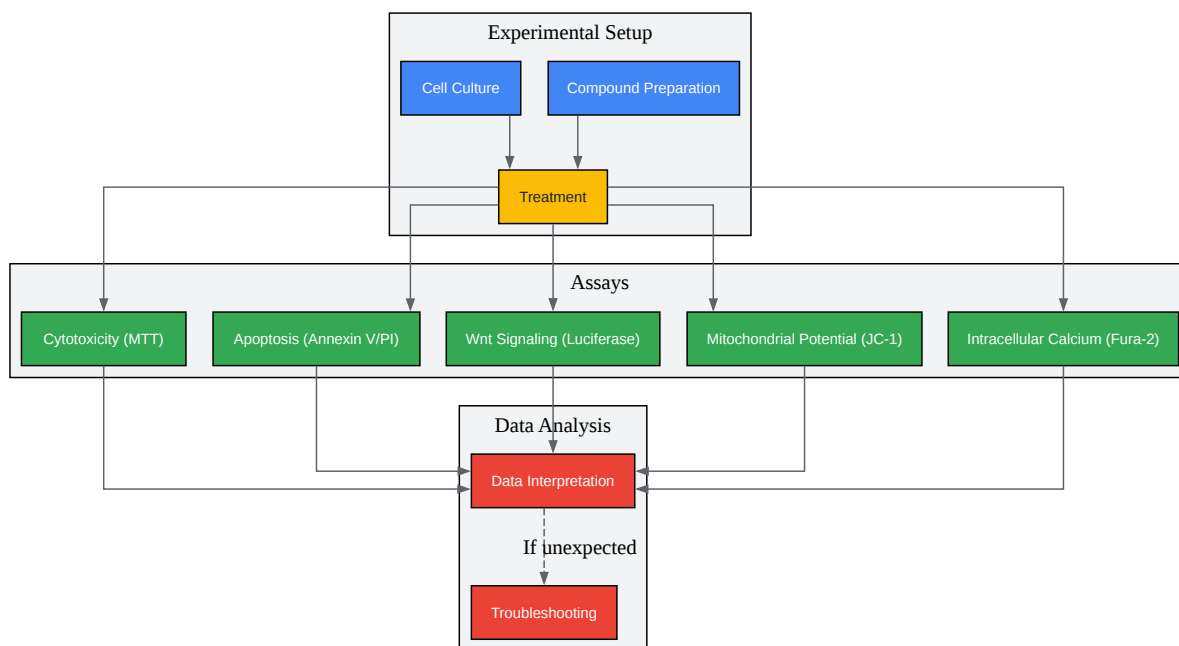 Experimental Setup
Cell Culture
Compound Preparation
Treatment
Assays
Cytotoxicity (MTT)
Apoptosis (Annexin V/PI)
Wnt Signaling (Luciferase)
Mitochondrial Potential (JC-1)
Intracellular Calcium (Fura-2)
Data Analysis
Data Interpretation
If unexpected
Troubleshooting